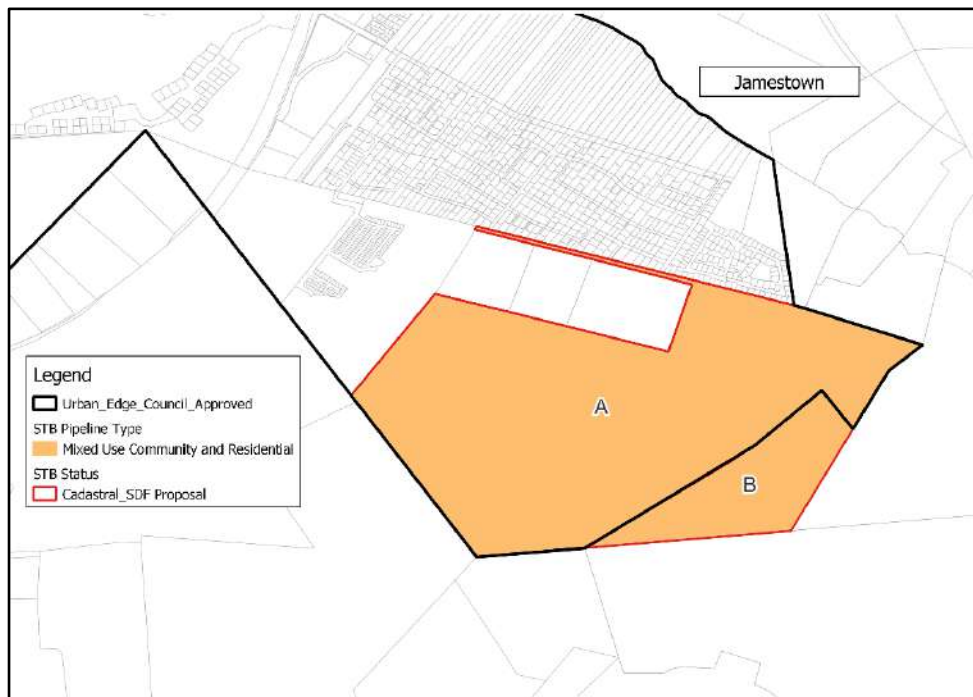 Jamestown
Legend
Urban_Edge_Council_Approved
STB Pipeline Type
Mixed Use Community and Residential
STB Status
Cadastral_SDF Proposal
A
B